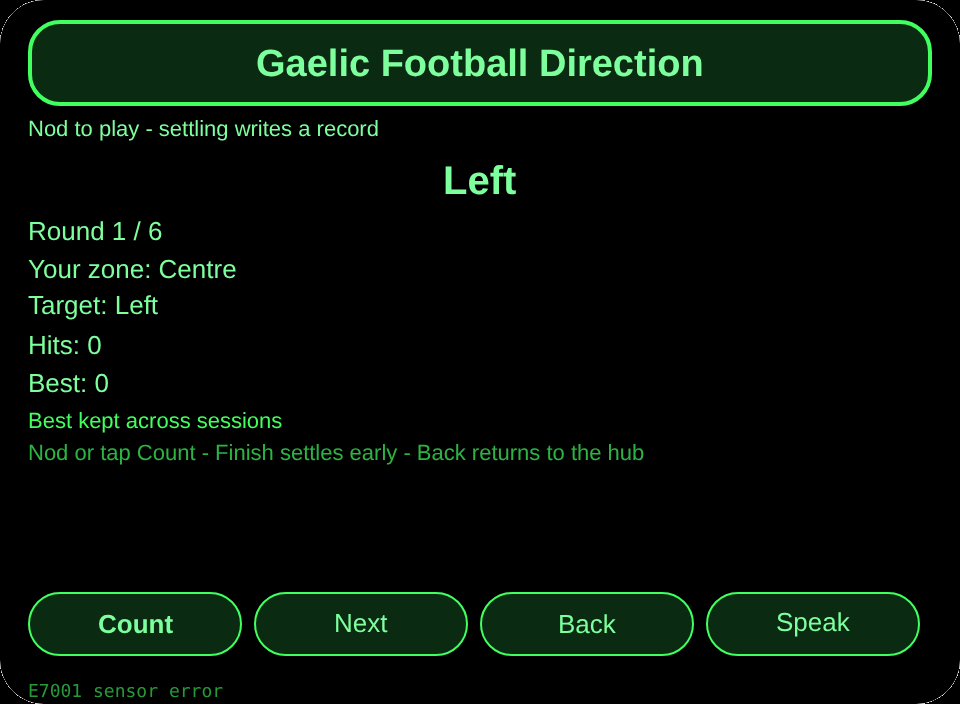 Gaelic Football Direction
Nod to play - settling writes a record
Left
Round 1 / 6
Your zone: Centre
Target: Left
Hits: 0
Best: 0
Best kept across sessions
Nod or tap Count - Finish settles early - Back returns to the hub
Count
Next
Back
Speak
E7001 sensor error